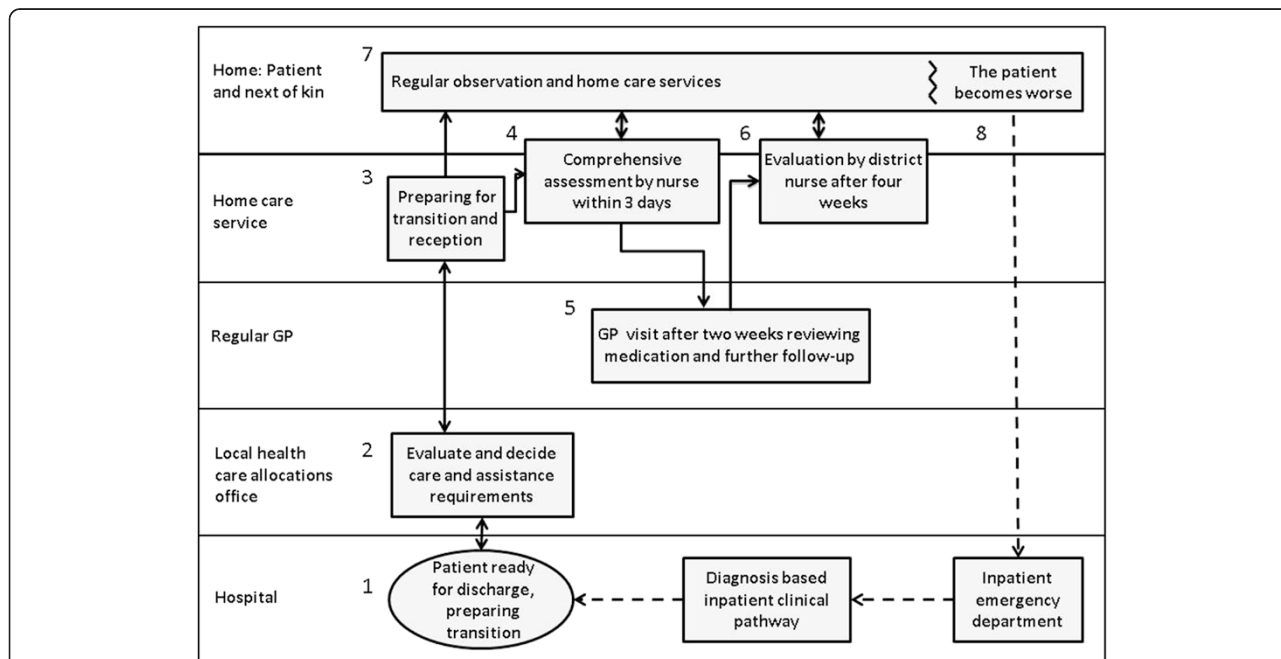 7
Home: Patient
and next of kin
Regular observation and home care services
The patient
becomes worse
4
6
8
3
Home care
service
Preparing for
transition and
reception
Comprehensive
assessment by nurse
within 3 days
Evaluation by district
nurse after four
weeks
5
Regular GP
GP visit after two weeks reviewing
medication and further follow-up
2
Local health
care allocations
office
Evaluate and decide
care and assistance
requirements
1
Hospital
Patient ready
for discharge,
preparing
transition
Diagnosis based
inpatient clinical
pathway
Inpatient
emergency
department